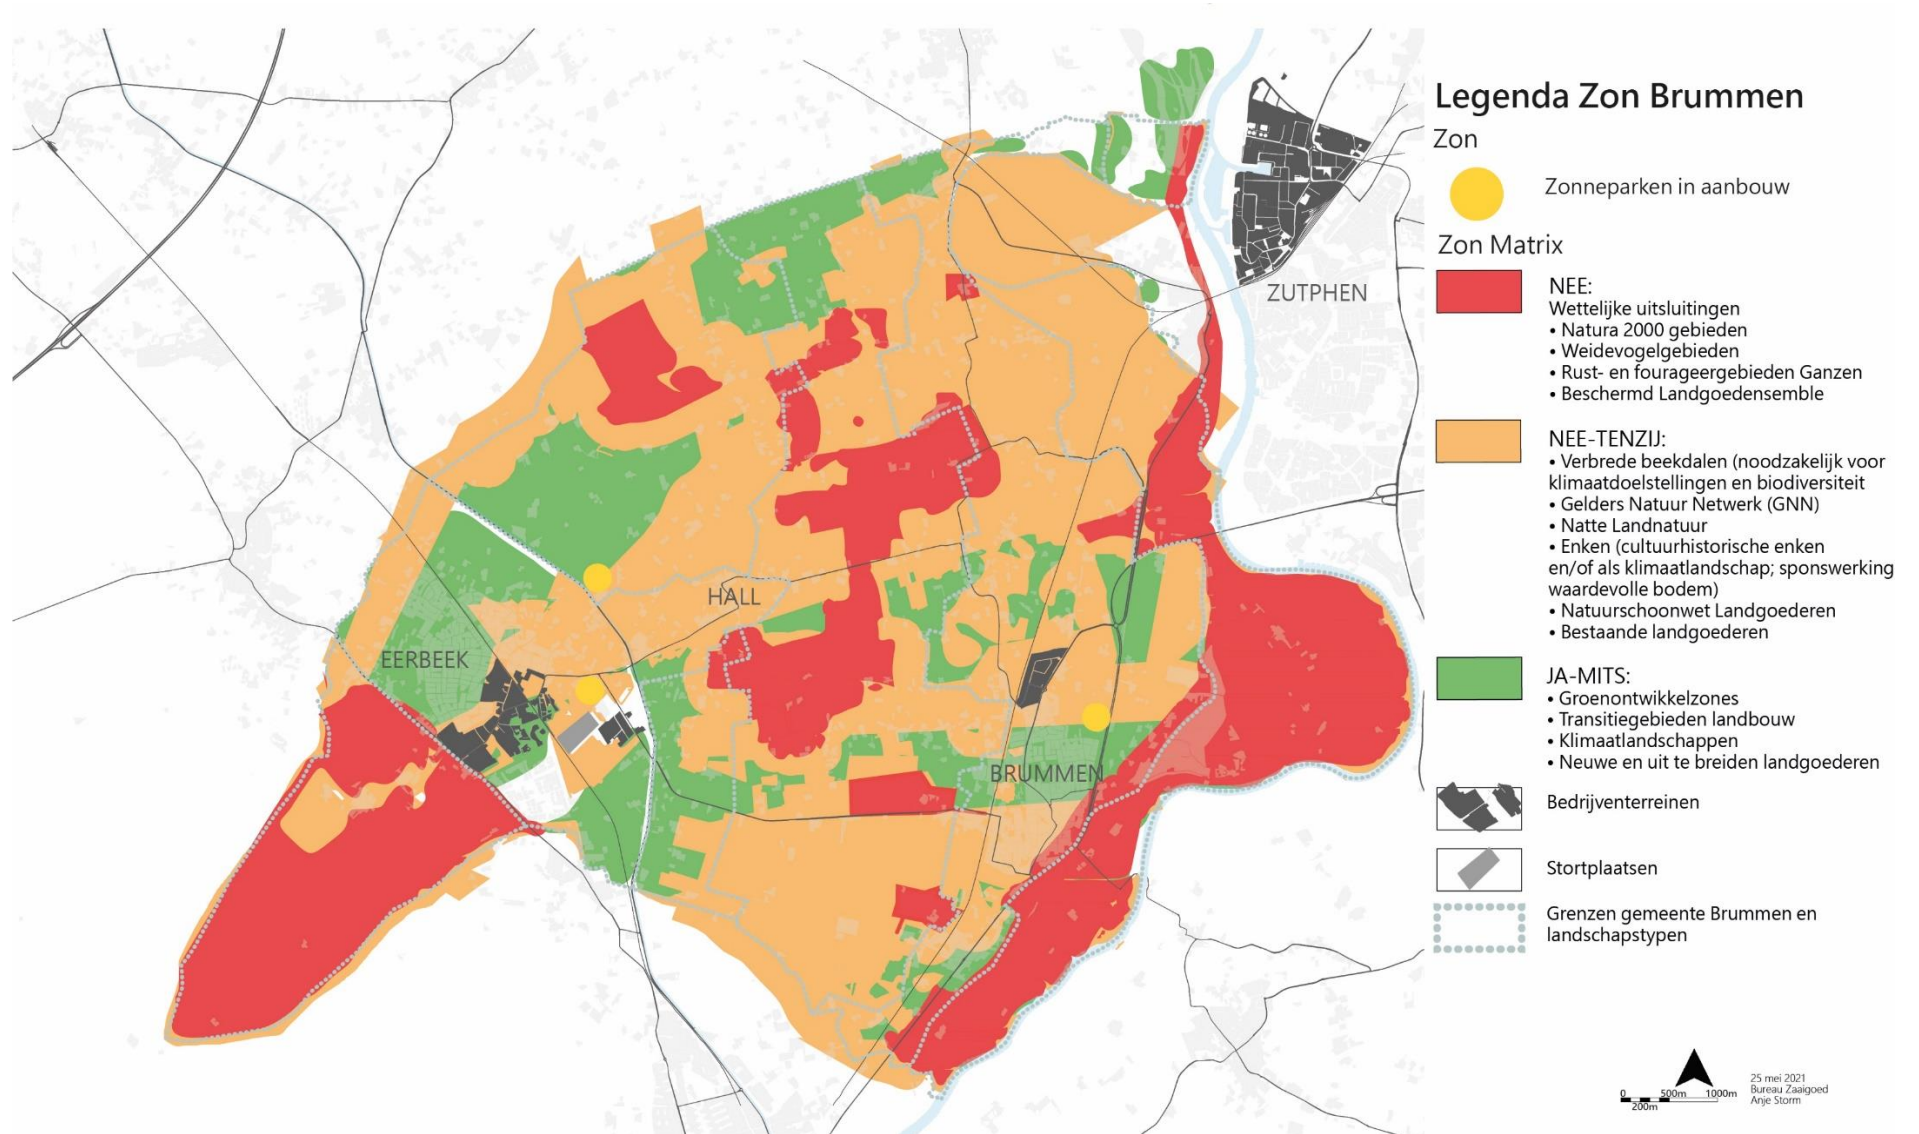 Legenda Zon Brummen
Zon
Zonneparken in aanbouw
Zon Matrix
NEE:
Wettelijke uitsluitingen
• Natura 2000 gebieden
• Weidevogelgebieden
• Rust- en fourageergebieden Ganzen
• Beschermd Landgoedensemble
NEE-TENZIJ:
• Verbrede beekdalen (noodzakelijk voor
klimaatdoelstellingen en biodiversiteit
• Gelders Natuur Netwerk (GNN)
• Natte Landnatuur
• Enken (cultuurhistorische enken
en/of als klimaatlandschap; sponswerking
waardevolle bodem)
• Natuurschoonwet Landgoederen
• Bestaande landgoederen
JA-MITS:
• Groenontwikkelzones
• Transitiegebieden landbouw
• Klimaatlandschappen
• Neuwe en uit te breiden landgoederen
Bedrijventerreinen
Stortplaatsen
Grenzen gemeente Brummen en
landschapstypen
ZUTPHEN
HALL
EERBEEK
BRUMMEN
0 500m 1000m
200m
25 mei 2021
Bureau Zaaigoed
Anje Storm